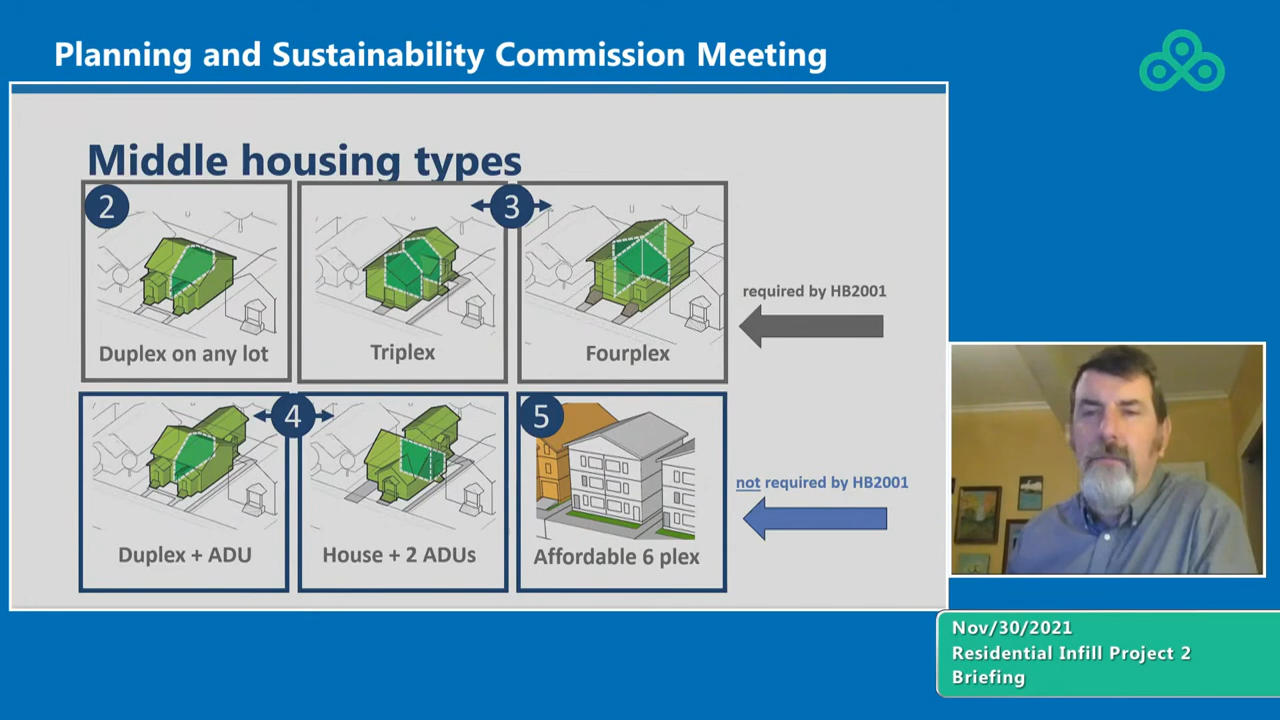 Planning and Sustainability Commission Meeting
Middle housing types
2
3
Duplex on any lot
Triplex
Fourplex
required by HB2001
4
5
Duplex + ADU
House + 2 ADUs
Affordable 6 plex
not required by HB2001
Nov/30/2021
Residential Infill Project 2
Briefing